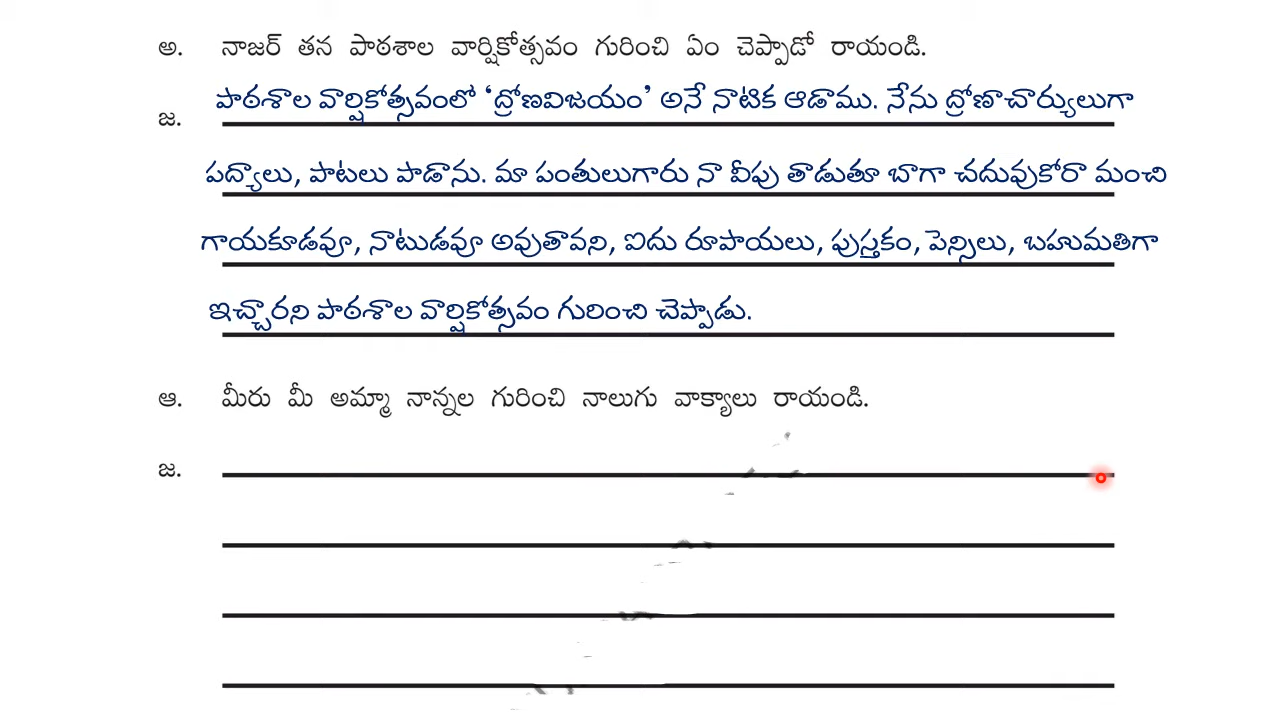 అ. నాజర్ తన పాఠశాల వార్షికోత్సవం గురించి ఏం చెప్పాడో రాయండి.
పాఠశాల వార్షికోత్సవంలో ‘ద్రోణవిజయం’ అనే నాటిక ఆడాము. నేను ద్రోణాచార్యులుగా
జ.
పద్యాలు, పాటలు పాడాను. మా పంతులుగారు నా వీపు తాడుతూ బాగా చదువుకోరా మంచి
గాయకూడవూ, నాటుడవూ అవుతావని, ఐదు రూపాయలు, పుస్తకం, పెన్సిలు, బహుమతిగా
ఇచ్చారని పాఠశాల వార్షికోత్సవం గురించి చెప్పాడు.
ఆ. మీరు మీ అమ్మా నాన్నల గురించి నాలుగు వాక్యాలు రాయండి.
జ.